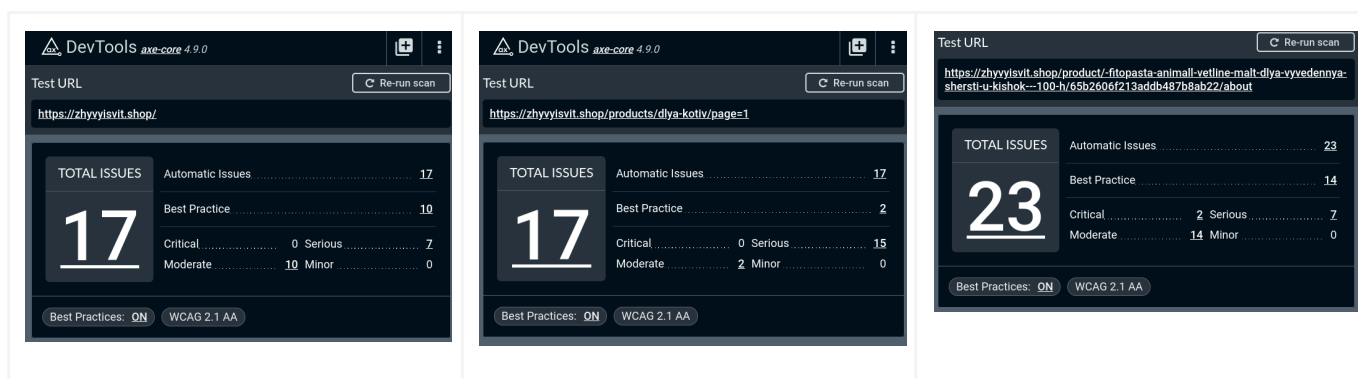 DevTools axe-core 4.9.0
Test URL
Re-run scan
https://zhyvyisvit.shop/
TOTAL ISSUES
17
Automatic Issues 17
Best Practice 10
Critical 0 Serious 7
Moderate 10 Minor 0
Best Practices: ON WCAG 2.1 AA
DevTools axe-core 4.9.0
Test URL
Re-run scan
https://zhyvyisvit.shop/products/dlya-kotiv/page=1
TOTAL ISSUES
17
Automatic Issues 17
Best Practice 2
Critical 0 Serious 15
Moderate 2 Minor 0
Best Practices: ON WCAG 2.1 AA
Test URL
Re-run scan
https://zhyvyisvit.shop/product/-fitopasta-animall-vetline-malt-dlya-vyvedennya-
shersti-u-kishok---100-h/65b2606f213addb487b8ab22/about
TOTAL ISSUES
23
Automatic Issues 23
Best Practice 14
Critical 2 Serious 7
Moderate 14 Minor 0
Best Practices: ON WCAG 2.1 AA